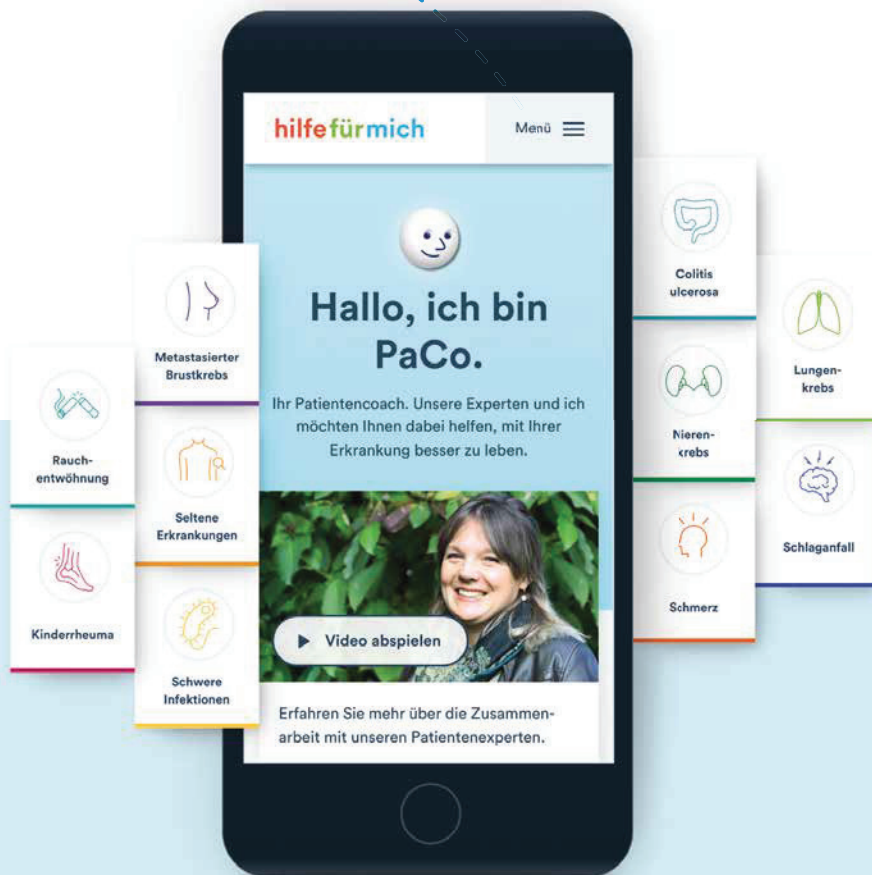 hilfefürmich
Menü
Hallo, ich bin
PaCo.
Ihr Patientencoach. Unsere Experten und ich
möchten Ihnen dabei helfen, mit Ihrer
Erkrankung besser zu leben.
Video abspielen
Erfahren Sie mehr über die Zusammen-
arbeit mit unseren Patientenexperten.
Rauch-
entwöhnung
Kinderrheuma
Metastasierter
Brustkrebs
Seltene
Erkrankungen
Schwere
Infektionen
Colitis
ulcerosa
Nieren-
krebs
Schmerz
Lungen-
krebs
Schlaganfall